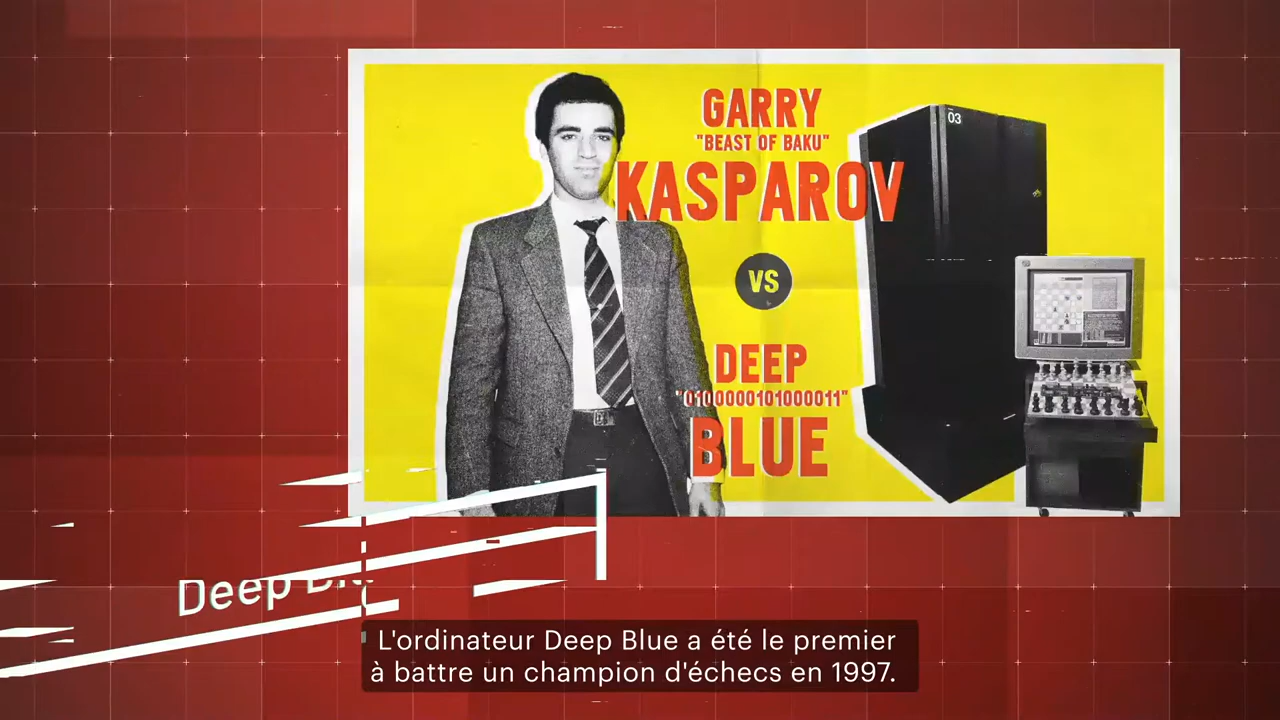 GARRY
"BEAST OF BAKU"
KASPAROV
VS
DEEP
"0100000101000011"
BLUE
03
Deep
L'ordinateur Deep Blue a été le premier
à battre un champion d'échecs en 1997.